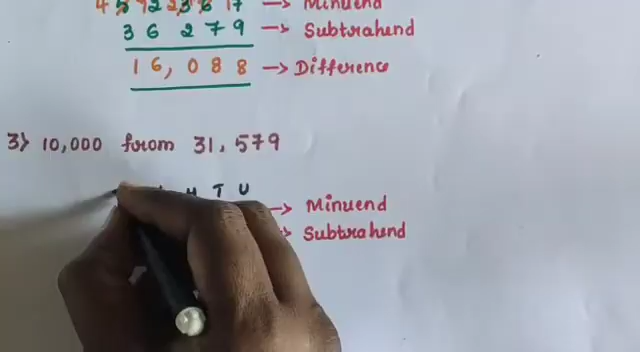 → Minuend
3 6 2 7 9 → Subtrahend
1 6, 0 8 8 → Difference
3) 10,000 from 31,579
H T U
→ Minuend
→ Subtrahend